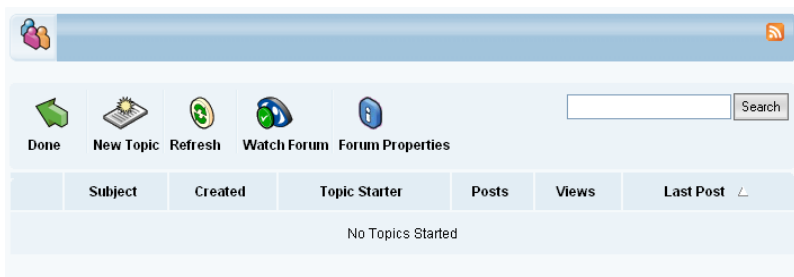 Search
Done New Topic Refresh Watch Forum Forum Properties
Subject Created Topic Starter Posts Views Last Post
No Topics Started